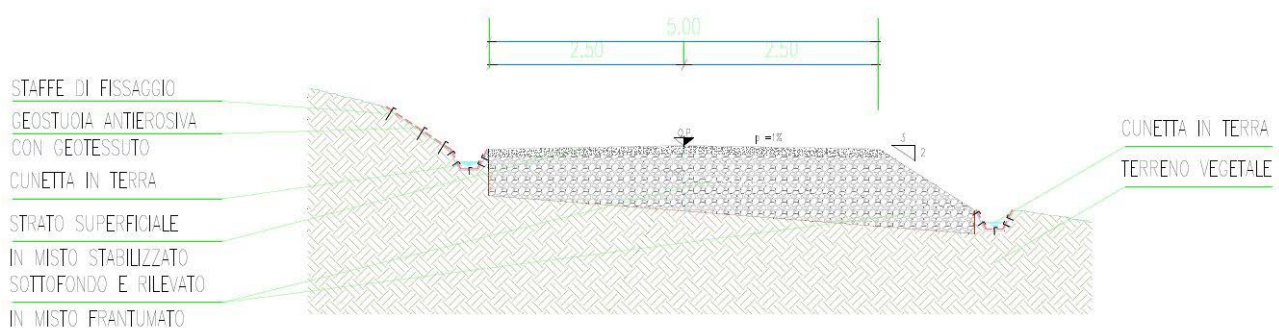 5.00
2.50 2.50
STAFFE DI FISSAGGIO
GEOSTUOIA ANTIEROSIVA
CON GEOTESSUTO
CUNETTA IN TERRA
STRATO SUPERFICIALE
IN MISTO STABILIZZATO
SOTTOFONDO E RILEVATO
IN MISTO FRANTUMATO
Q.P.
p =1%
3
2
CUNETTA IN TERRA
TERRENO VEGETALE